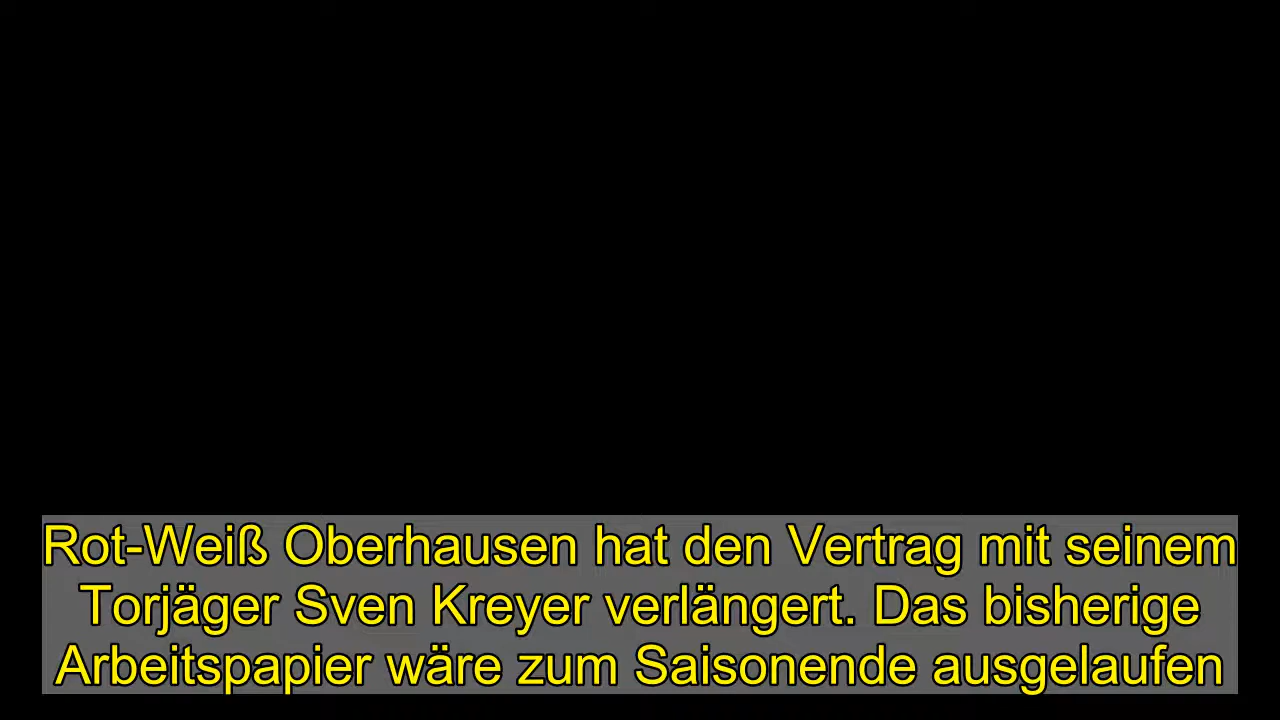 Rot-Weiß Oberhausen hat den Vertrag mit seinem
Torjäger Sven Kreyer verlängert. Das bisherige
Arbeitspapier wäre zum Saisonende ausgelaufen